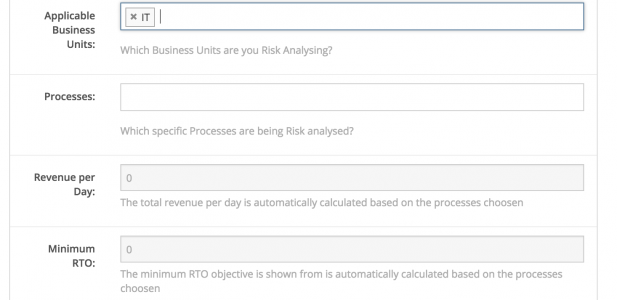 Applicable
Business
Units:
× IT
Which Business Units are you Risk Analysing?
Processes:
Which specific Processes are being Risk analysed?
Revenue per
Day:
0
The total revenue per day is automatically calculated based on the processes choosen
Minimum
RTO:
0
The minimum RTO objective is shown from is automatically calculated based on the processes
choosen